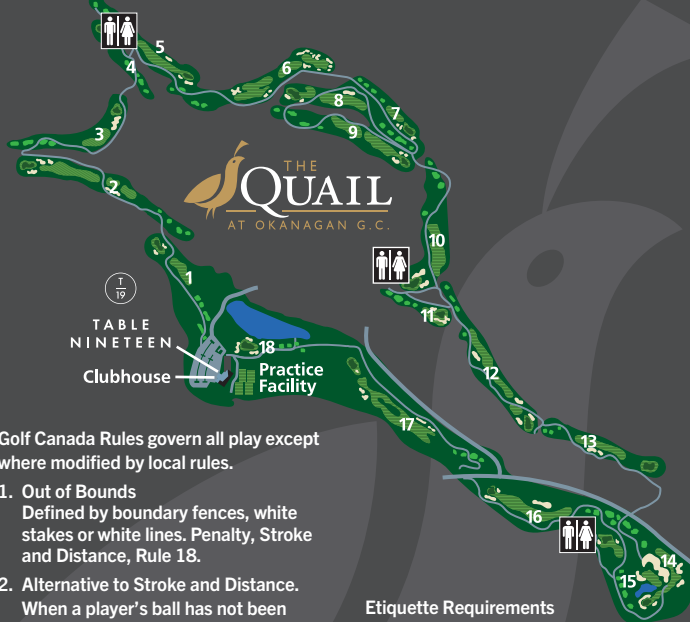 5
4
6
3
8
7
9
2
THE
QUAIL
AT OKANAGAN G.C.
10
1
T
19
11
TABLE
NINETEEN
18
12
Clubhouse
Practice
Facility
17
13
16
14
15
Golf Canada Rules govern all play except
where modified by local rules.
1. Out of Bounds
Defined by boundary fences, white
stakes or white lines. Penalty, Stroke
and Distance, Rule 18.
2. Alternative to Stroke and Distance.
When a player's ball has not been
Etiquette Requirements